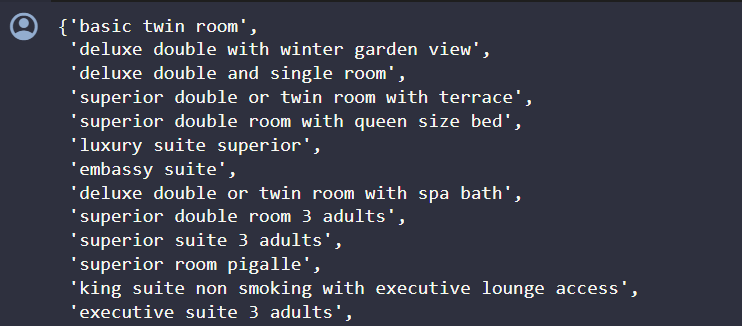 {'basic twin room',
'deluxe double with winter garden view',
'deluxe double and single room',
'superior double or twin room with terrace',
'superior double room with queen size bed',
'luxury suite superior',
'embassy suite',
'deluxe double or twin room with spa bath',
'superior double room 3 adults',
'superior suite 3 adults',
'superior room pigalle',
'king suite non smoking with executive lounge access',
'executive suite 3 adults',